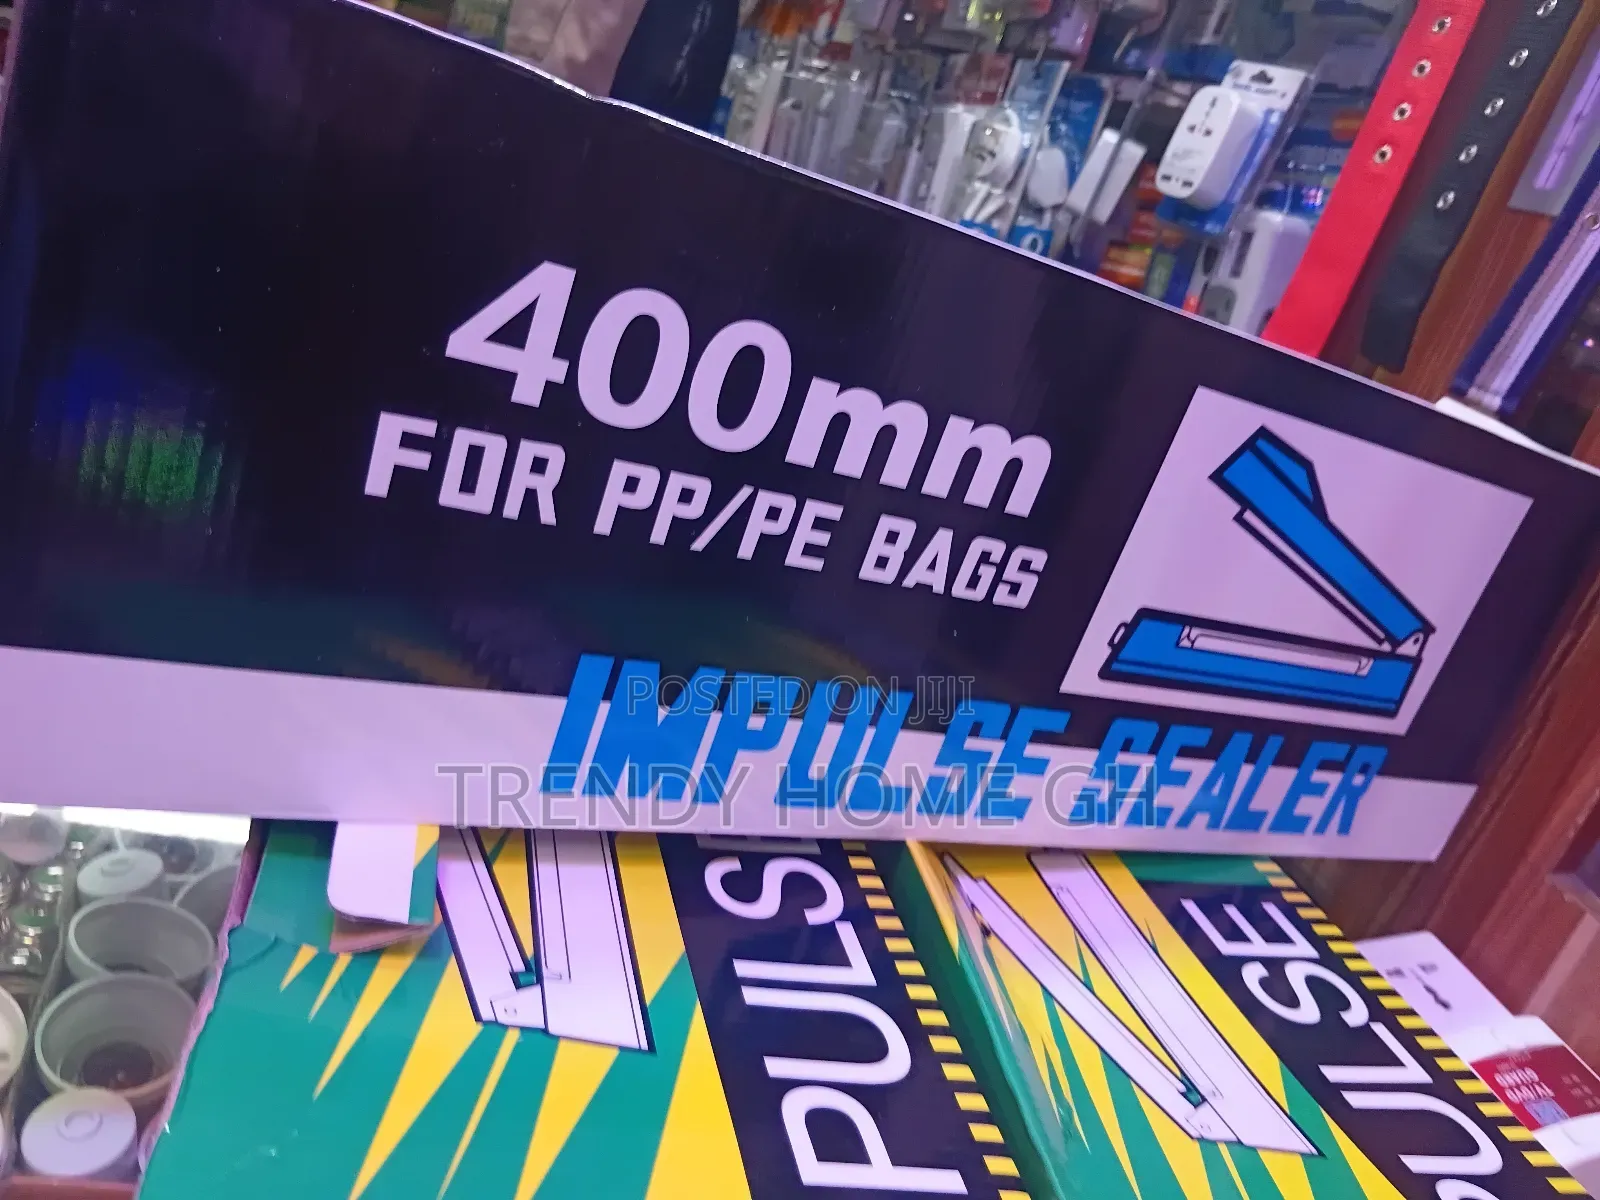 400mm
FOR PP/PE BAGS
IMPULSE SEALER
POSTED ON JIJI
TRENDY HOME GH
PULSE
PULSE